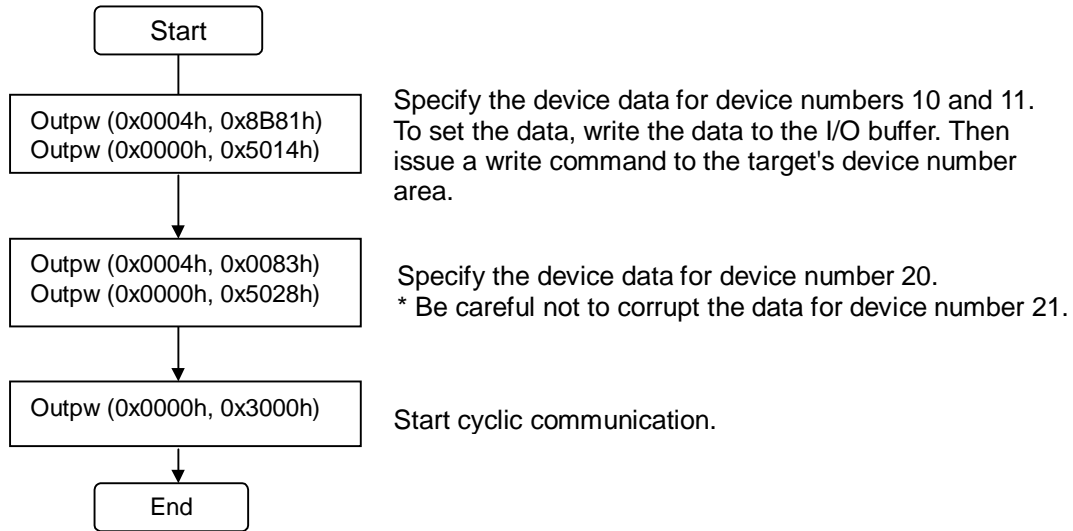 Start
Outpw (0x0004h, 0x8B81h)
Outpw (0x0000h, 0x5014h)
Specify the device data for device numbers 10 and 11.
To set the data, write the data to the I/O buffer. Then
issue a write command to the target's device number
area.
Outpw (0x0004h, 0x0083h)
Outpw (0x0000h, 0x5028h)
Specify the device data for device number 20.
* Be careful not to corrupt the data for device number 21.
Outpw (0x0000h, 0x3000h)
Start cyclic communication.
End